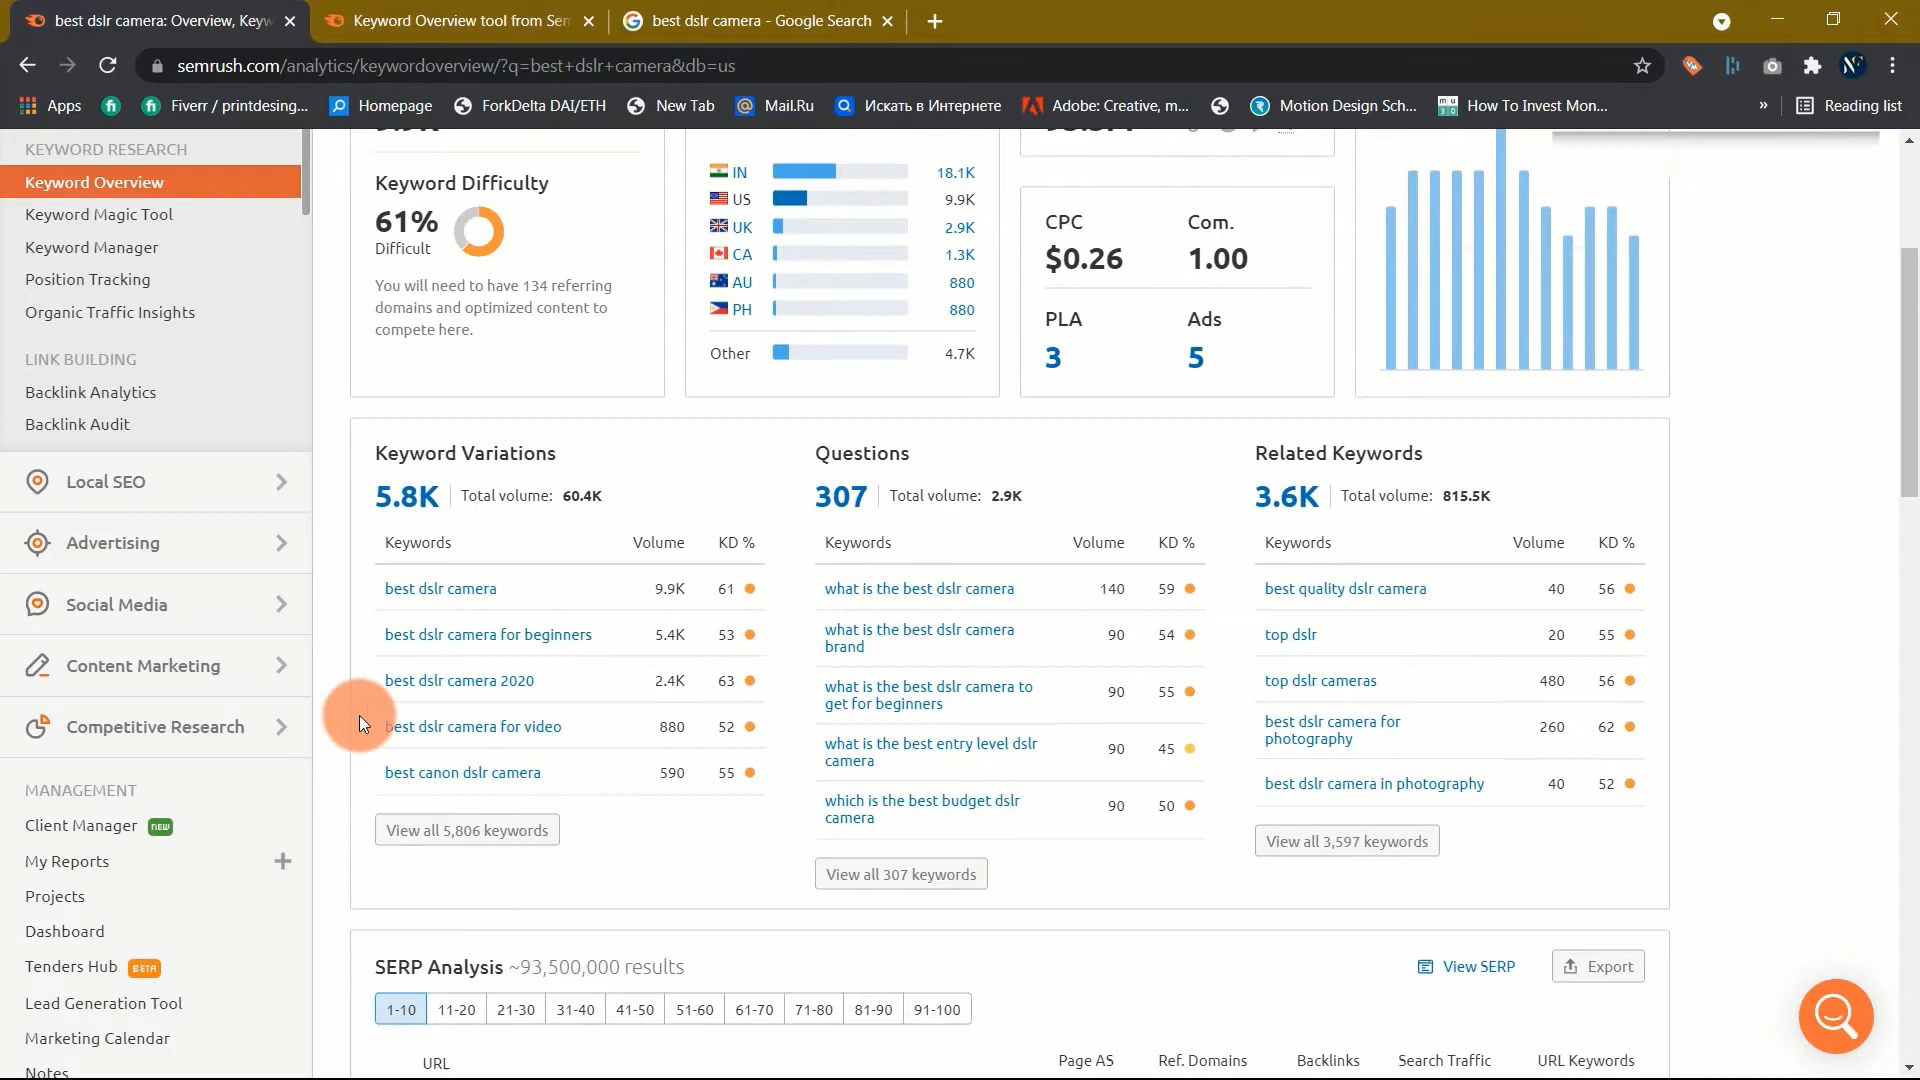 best dslr camera: Overview, Keyw
Keyword Overview tool from Sem
best dslr camera - Google Search
semrush.com/analytics/keywordoverview/?q=best+dslr+camera&db=us
Apps
Fiverr / printdesing...
Homepage
ForkDelta DAI/ETH
New Tab
Mail.Ru
Искать в Интернете
Adobe: Creative, m...
Motion Design Sch...
How To Invest Mon...
»
Reading list
KEYWORD RESEARCH
Keyword Overview
Keyword Magic Tool
Keyword Manager
Position Tracking
Organic Traffic Insights
LINK BUILDING
Backlink Analytics
Backlink Audit
Local SEO
Advertising
Social Media
Content Marketing
Competitive Research
MANAGEMENT
Client Manager NEW
My Reports
Projects
Dashboard
Tenders Hub BETA
Lead Generation Tool
Marketing Calendar
Notes
Keyword Difficulty
61%
Difficult
You will need to have 134 referring
domains and optimized content to
compete here.
IN 18.1K
US 9.9K
UK 2.9K
CA 1.3K
AU 880
PH 880
Other 4.7K
CPC Com.
$0.26 1.00
PLA Ads
3 5
Keyword Variations
5.8K Total volume: 60.4K
Keywords Volume KD %
best dslr camera 9.9K 61
best dslr camera for beginners 5.4K 53
best dslr camera 2020 2.4K 63
best dslr camera for video 880 52
best canon dslr camera 590 55
View all 5,806 keywords
Questions
307 Total volume: 2.9K
Keywords Volume KD %
what is the best dslr camera 140 59
what is the best dslr camera
brand 90 54
what is the best dslr camera to
get for beginners 90 55
what is the best entry level dslr
camera 90 45
which is the best budget dslr
camera 90 50
View all 307 keywords
Related Keywords
3.6K Total volume: 815.5K
Keywords Volume KD %
best quality dslr camera 40 56
top dslr 20 55
top dslr cameras 480 56
best dslr camera for
photography 260 62
best dslr camera in photography 40 52
View all 3,597 keywords
SERP Analysis ~93,500,000 results
View SERP
Export
1-10 11-20 21-30 31-40 41-50 51-60 61-70 71-80 81-90 91-100
URL Page AS Ref. Domains Backlinks Search Traffic URL Keywords